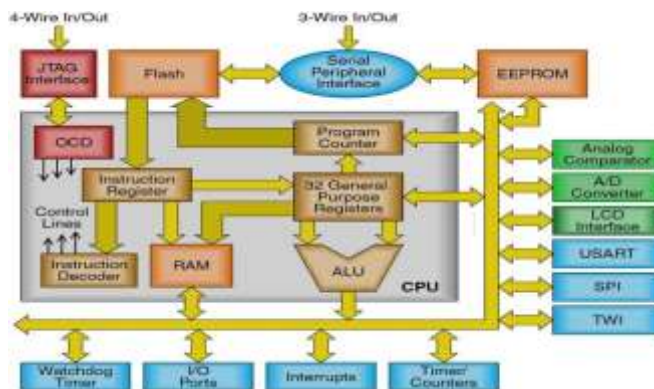 4-Wire In/Out
3-Wire In/Out
JTAG
Interface
Flash
Serial
Peripheral
Interface
EEPROM
OCD
Program
Counter
Analog
Comparator
Instruction
Register
32 General
Purpose
Registers
A/D
Converter
Control
Lines
LCD
Interface
Instruction
Decoder
RAM
ALU
CPU
USART
SPI
TWI
Watchdog
Timer
I/O
Ports
Interrupts
Timer/
Counters